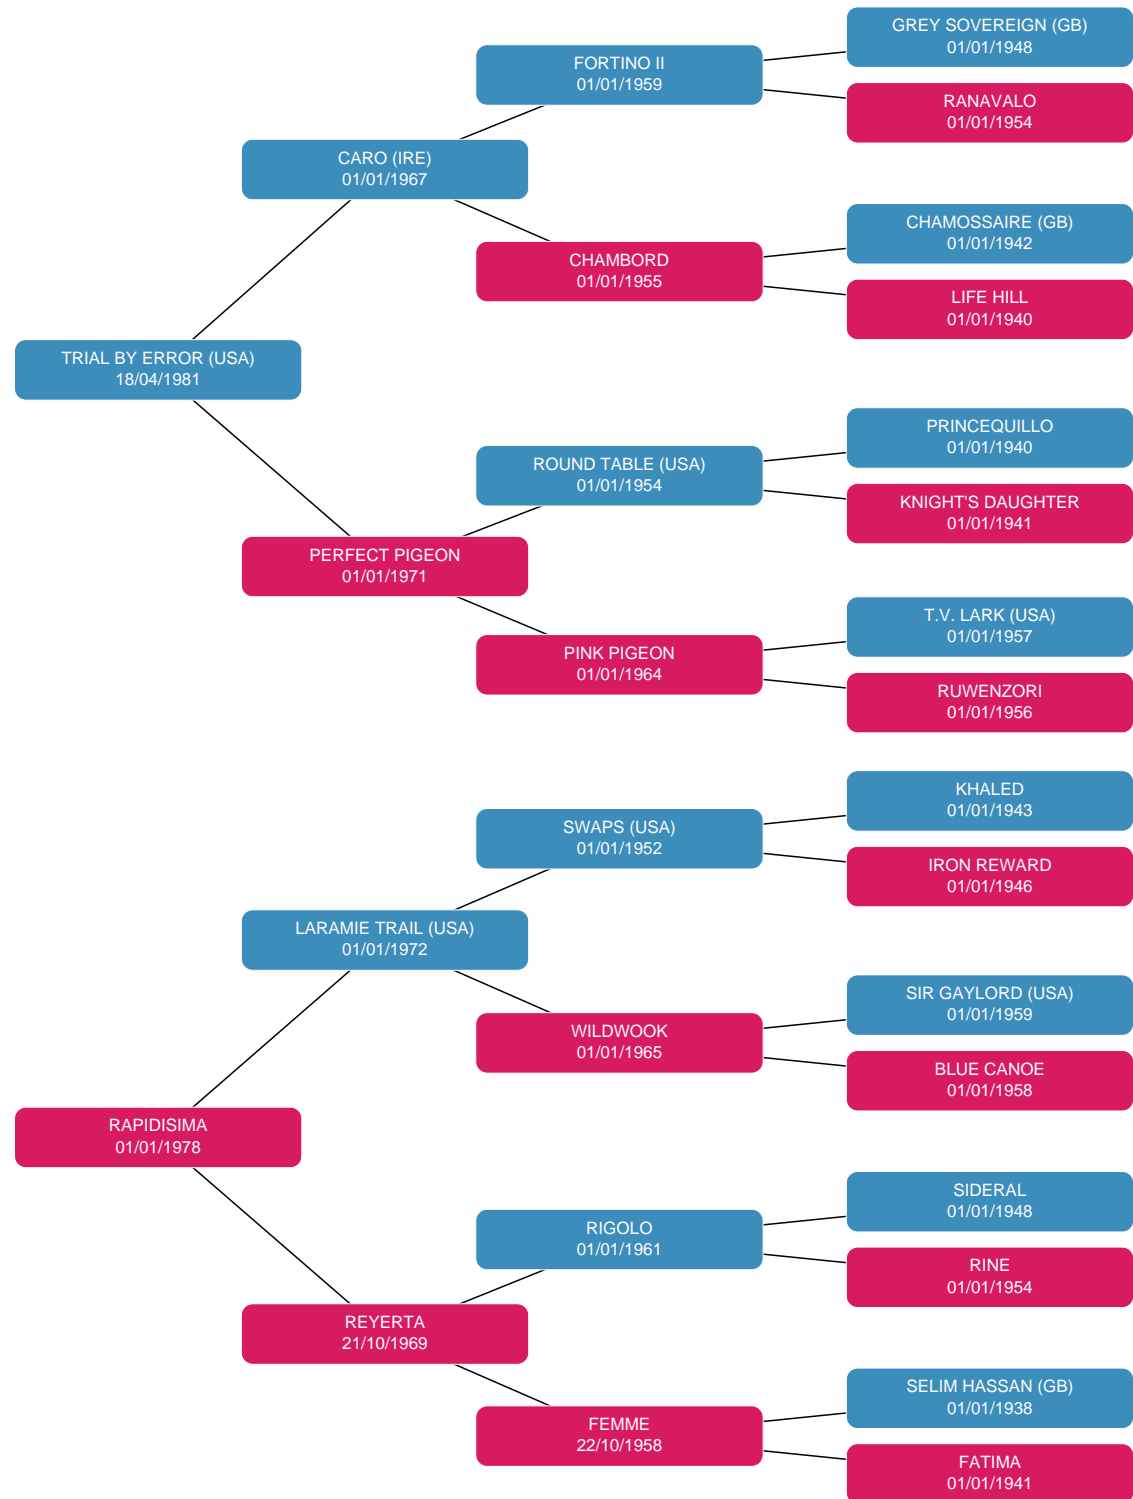 GREY SOVEREIGN (GB)
01/01/1948
FORTINO II
01/01/1959
RANAVALO
01/01/1954
CARO (IRE)
01/01/1967
CHAMOSSAIRE (GB)
01/01/1942
CHAMBORD
01/01/1955
LIFE HILL
01/01/1940
TRIAL BY ERROR (USA)
18/04/1981
PRINCEQUILLO
01/01/1940
ROUND TABLE (USA)
01/01/1954
KNIGHT'S DAUGHTER
01/01/1941
PERFECT PIGEON
01/01/1971
T.V. LARK (USA)
01/01/1957
PINK PIGEON
01/01/1964
RUWENZORI
01/01/1956
KHALED
01/01/1943
SWAPS (USA)
01/01/1952
IRON REWARD
01/01/1946
LARAMIE TRAIL (USA)
01/01/1972
SIR GAYLORD (USA)
01/01/1959
WILDWOOK
01/01/1965
BLUE CANOE
01/01/1958
RAPIDISIMA
01/01/1978
SIDERAL
01/01/1948
RIGOLO
01/01/1961
RINE
01/01/1954
REYERTA
21/10/1969
SELIM HASSAN (GB)
01/01/1938
FEMME
22/10/1958
FATIMA
01/01/1941